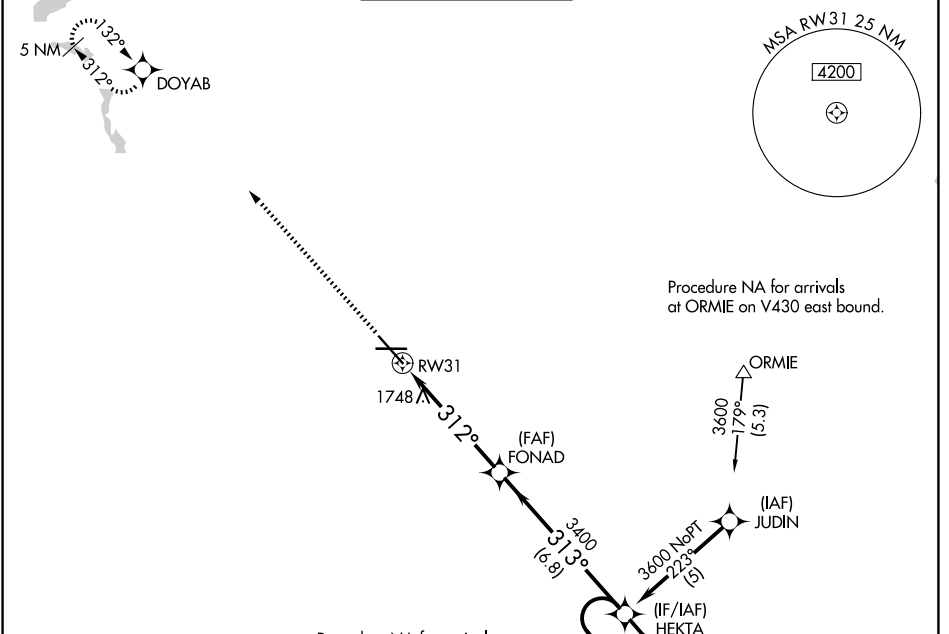 132°
5 NM
312°
DOYAB
MSA RW31 25 NM
4200
Procedure NA for arrivals
at ORMIE on V430 east bound.
ORMIE
3600
179°
(5.3)
RW31
1748
312°
(FAF)
FONAD
3400
313°
(6.8)
(IAF)
JUDIN
3600 NoPT
223°
(5)
(IF/IAF)
HEKTA